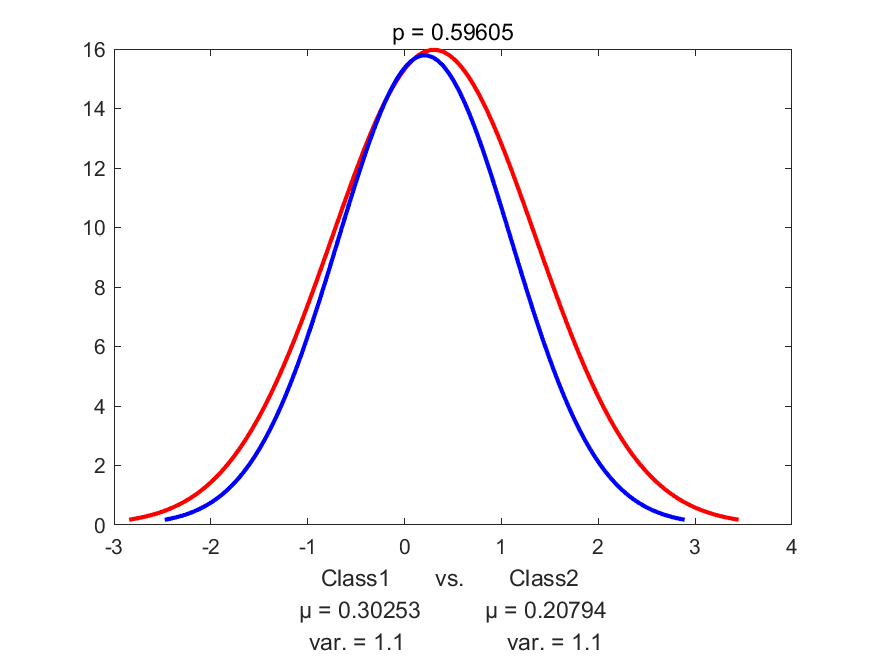 p = 0.59605
16
14
12
10
8
6
4
2
0
-3 -2 -1 0 1 2 3 4
Class1 vs. Class2
μ = 0.30253 μ = 0.20794
var. = 1.1 var. = 1.1